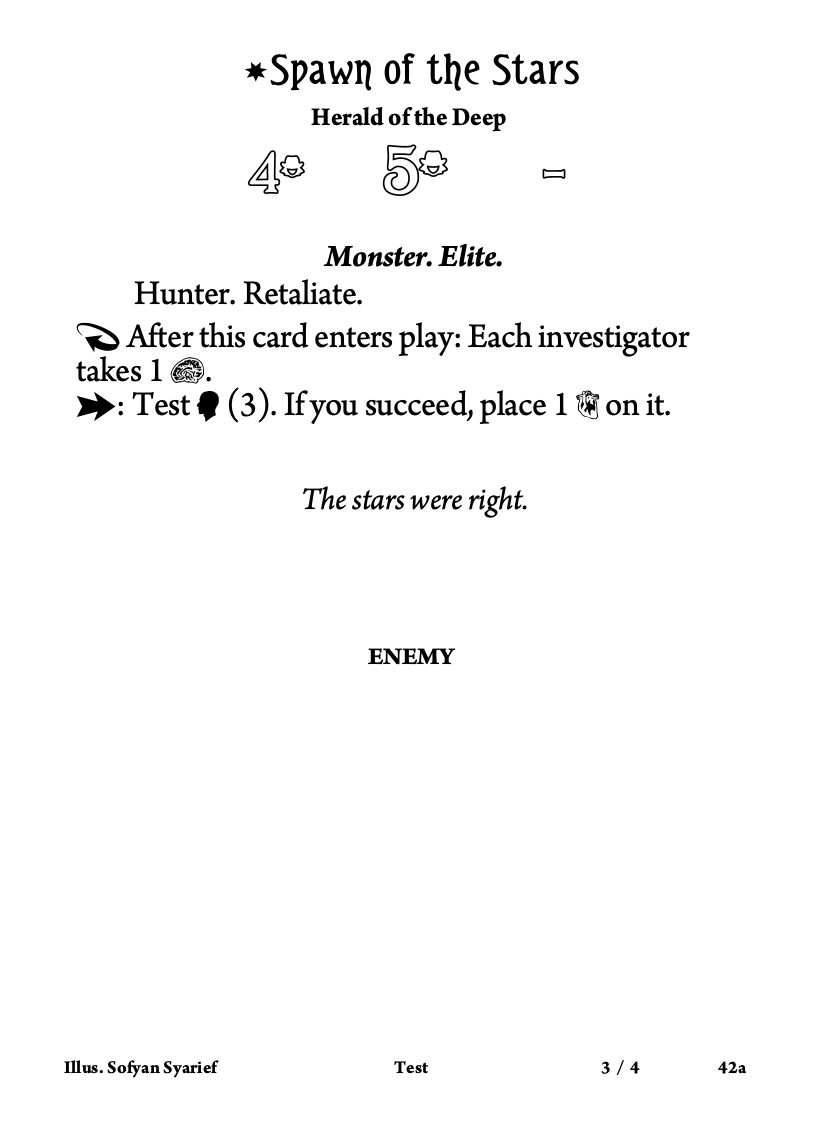 Spawn of the Stars
Herald of the Deep
4 5 –
Monster. Elite.
Hunter. Retaliate.
After this card enters play: Each investigator
takes 1 .
: Test (3). If you succeed, place 1 on it.
The stars were right.
ENEMY
Illus. Sofyan Syarief Test 3 / 4 42a